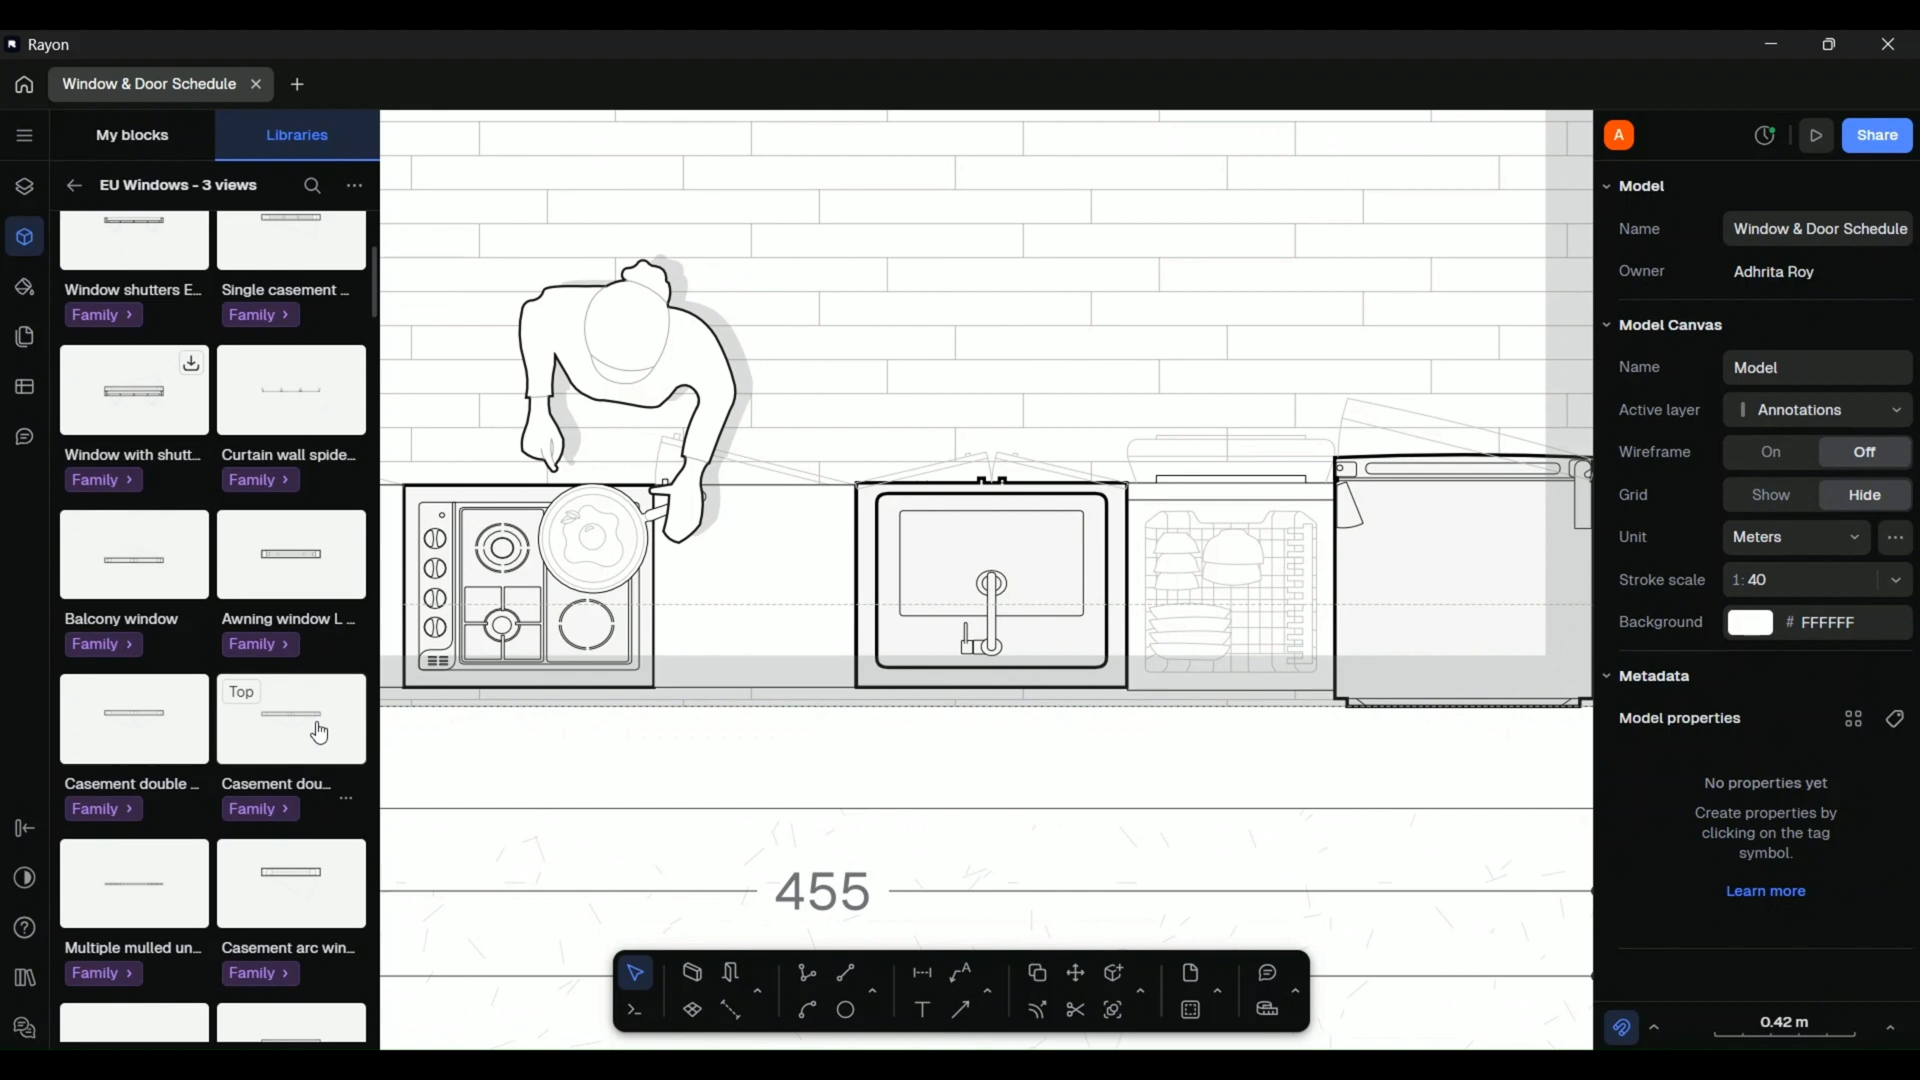 Rayon
Window & Door Schedule
My blocks
Libraries
EU Windows - 3 views
Window shutters E...
Single casement ...
Family >
Family >
Window with shutt...
Curtain wall spide...
Family >
Family >
Balcony window
Awning window L ...
Family >
Family >
Top
Casement double ...
Casement dou...
Family >
Family >
Multiple mulled un...
Casement arc win...
Family >
Family >
455
A
Share
Model
Name
Window & Door Schedule
Owner
Adhrita Roy
Model Canvas
Name
Model
Active layer
Annotations
Wireframe
On
Off
Grid
Show
Hide
Unit
Meters
Stroke scale
1: 40
Background
# FFFFFF
Metadata
Model properties
No properties yet
Create properties by
clicking on the tag
symbol.
Learn more
0.42 m